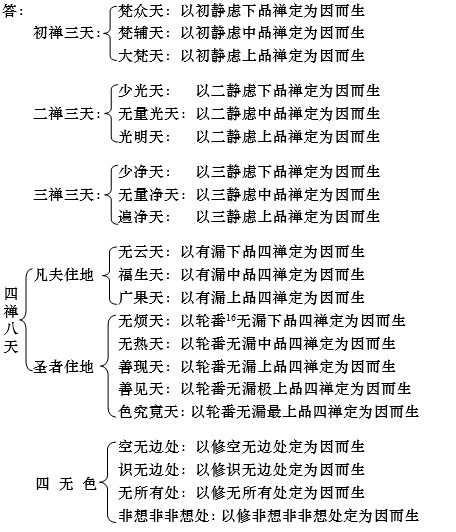 答：
初禅三天：
梵众天：以初静虑下品禅定为因而生
梵辅天：以初静虑中品禅定为因而生
大梵天：以初静虑上品禅定为因而生
二禅三天：
少光天： 以二静虑下品禅定为因而生
无量光天：以二静虑中品禅定为因而生
光明天： 以二静虑上品禅定为因而生
三禅三天：
少净天： 以三静虑下品禅定为因而生
无量净天：以三静虑中品禅定为因而生
遍净天： 以三静虑上品禅定为因而生
四禅八天
凡夫住地
无云天：以有漏下品四禅定为因而生
福生天：以有漏中品四禅定为因而生
广果天：以有漏上品四禅定为因而生
圣者住地
无烦天：以轮番16无漏下品四禅定为因而生
无热天：以轮番无漏中品四禅定为因而生
善现天：以轮番无漏上品四禅定为因而生
善见天：以轮番无漏极上品四禅定为因而生
色究竟天：以轮番无漏最上品四禅定为因而生
四 无 色
空无边处：以修空无边处定为因而生
识无边处：以修识无边处定为因而生
无所有处：以修无所有处定为因而生
非想非非想处：以修非想非非想处定为因而生